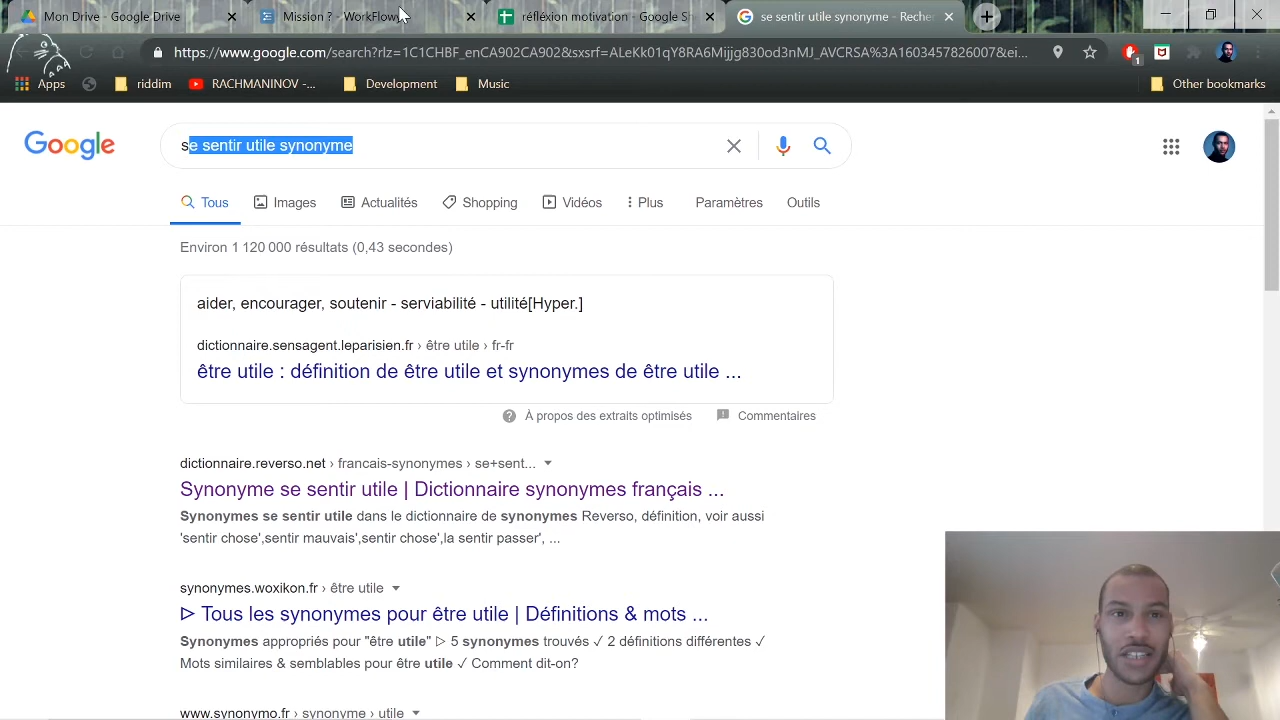 Mon Drive - Google Drive
Mission ? - WorkFlowy
réfléxion motivation - Google S
se sentir utile synonyme - Recher
https://www.google.com/search?rlz=1C1CHBF_enCA902CA902&sxsrf=ALeKk01qY8RA6Mijjg830od3nMJ_AVCRSA%3A1603457826007&ei...
1
Apps
riddim
RACHMANINOV -...
Development
Music
Other bookmarks
Google
se sentir utile synonyme
Tous
Images
Actualités
Shopping
Vidéos
Plus
Paramètres
Outils
Environ 1 120 000 résultats (0,43 secondes)
aider, encourager, soutenir - serviabilité - utilité[Hyper.]
dictionnaire.sensagent.leparisien.fr › être utile › fr-fr
être utile : définition de être utile et synonymes de être utile ...
À propos des extraits optimisés
Commentaires
dictionnaire.reverso.net › francais-synonymes › se+sent...
Synonyme se sentir utile | Dictionnaire synonymes français ...
Synonymes se sentir utile dans le dictionnaire de synonymes Reverso, définition, voir aussi
'sentir chose',sentir mauvais',sentir chose',la sentir passer', ...
synonymes.woxikon.fr › être utile
ᐅ Tous les synonymes pour être utile | Définitions & mots ...
Synonymes appropriés pour "être utile" ᐅ 5 synonymes trouvés ✓ 2 définitions différentes ✓
Mots similaires & semblables pour être utile ✓ Comment dit-on?
www.synonymo.fr › synonyme › utile